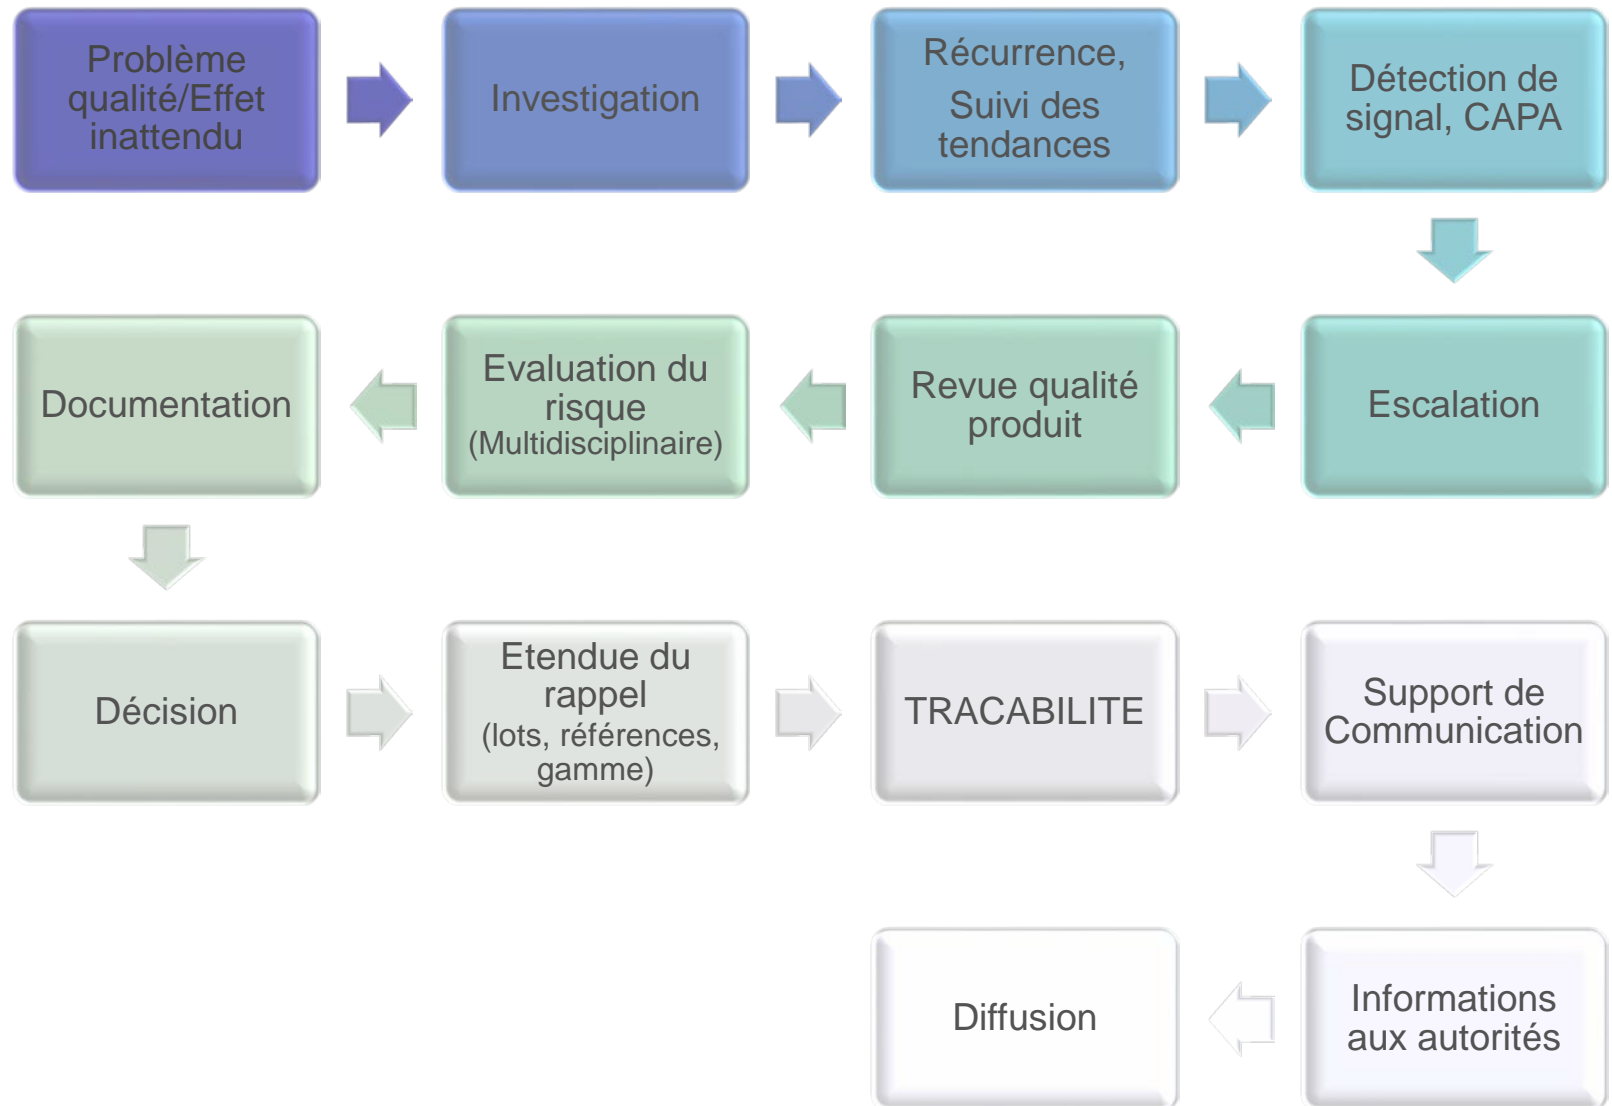 Problème
qualité/Effet
inattendu
Investigation
Récurrence,
Suivi des
tendances
Détection de
signal, CAPA
Documentation
Evaluation du
risque
(Multidisciplinaire)
Revue qualité
produit
Escalation
Décision
Etendue du
rappel
(lots, références,
gamme)
TRACABILITE
Support de
Communication
Diffusion
Informations
aux autorités